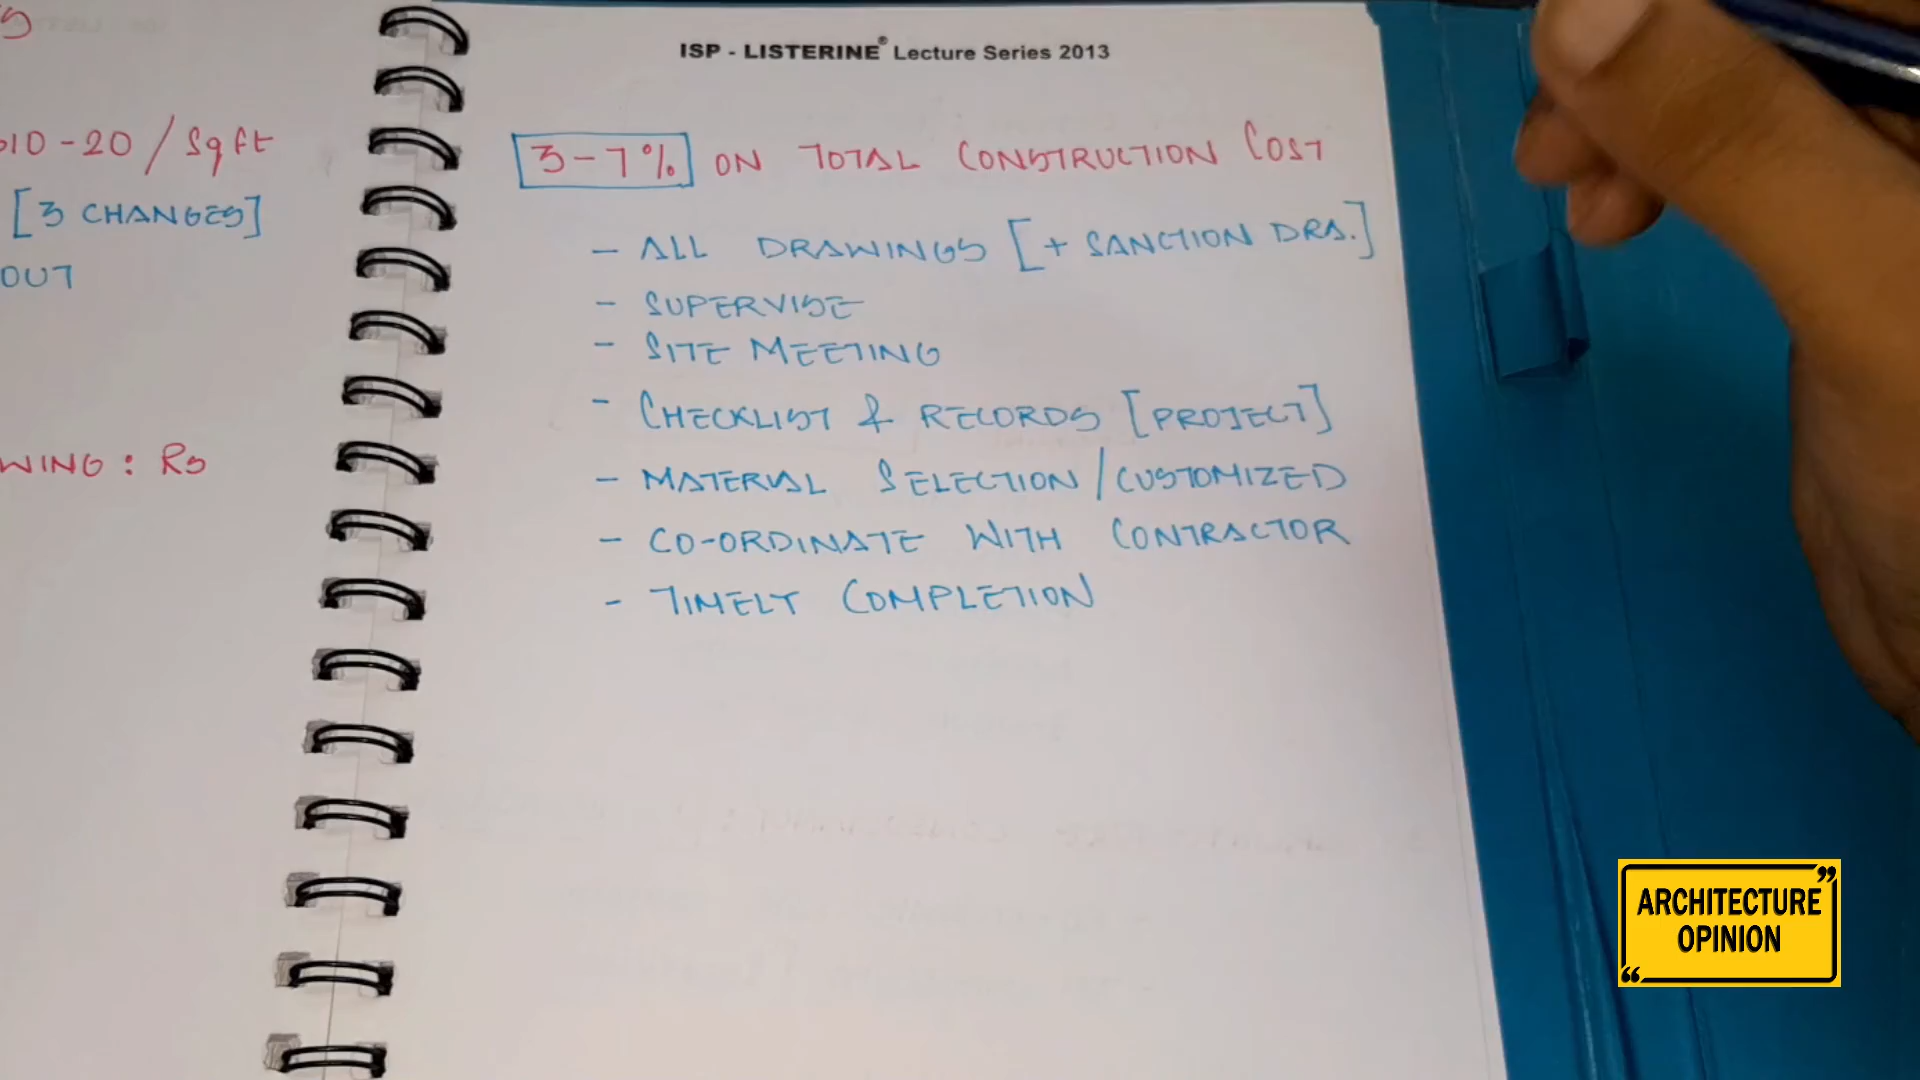 10-20 / Sqft
[3 CHANGES]
OUT
WING : Rs
ISP - LISTERINE® Lecture Series 2013
3-7% ON TOTAL CONSTRUCTION COST
- ALL DRAWINGS [+ SANCTION DRA.]
- SUPERVISE
- SITE MEETING
- CHECKLIST & RECORDS [PROJECT]
- MATERIAL SELECTION / CUSTOMIZED
- CO-ORDINATE WITH CONTRACTOR
- TIMELT COMPLETION
"ARCHITECTURE
OPINION"